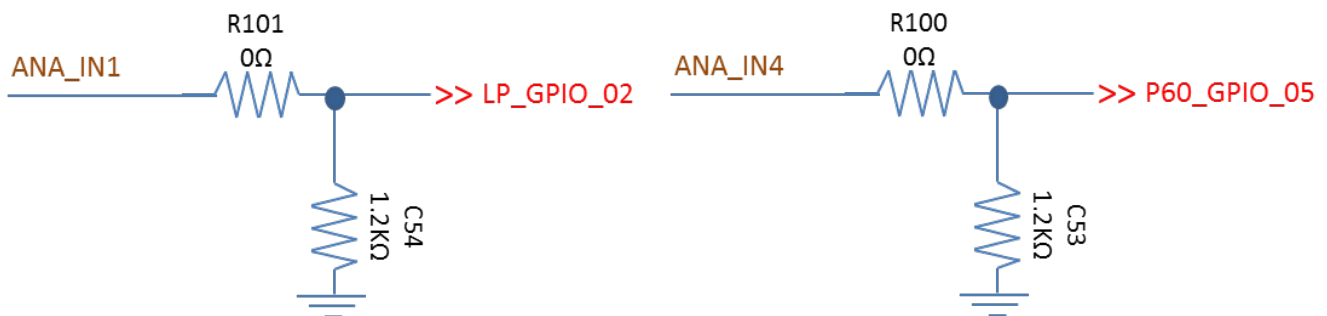 R101
0Ω
ANA_IN1
>> LP_GPIO_02
C54
1.2KΩ
R100
0Ω
ANA_IN4
>> P60_GPIO_05
C53
1.2KΩ